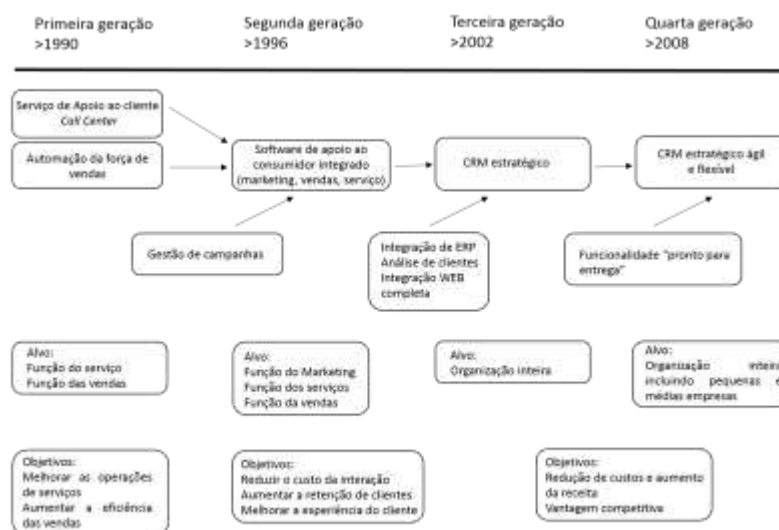 Primeira geração
>1990
Segunda geração
>1996
Terceira geração
>2002
Quarta geração
>2008
Serviço de Apoio ao cliente
Call Center
Automação da força de
vendas
Software de apoio ao
consumidor integrado
(marketing, vendas, serviço)
CRM estratégico
CRM estratégico ágil
e flexível
Gestão de campanhas
Integração de ERP
Análise de clientes
Integração WEB
completa
Funcionalidade "pronto para
entrega"
Alvo:
Função do serviço
Função das vendas
Alvo:
Função do Marketing
Função dos serviços
Função da vendas
Alvo:
Organização inteira
Alvo:
Organização inteira
incluindo pequenas e
médias empresas
Objetivos:
Melhorar as operações
de serviços
Aumentar a eficiência
das vendas
Objetivos:
Reduzir o custo da interação
Aumentar a retenção de clientes
Melhorar a experiência do cliente
Objetivos:
Redução de custos e aumento
da receita
Vantagem competitiva